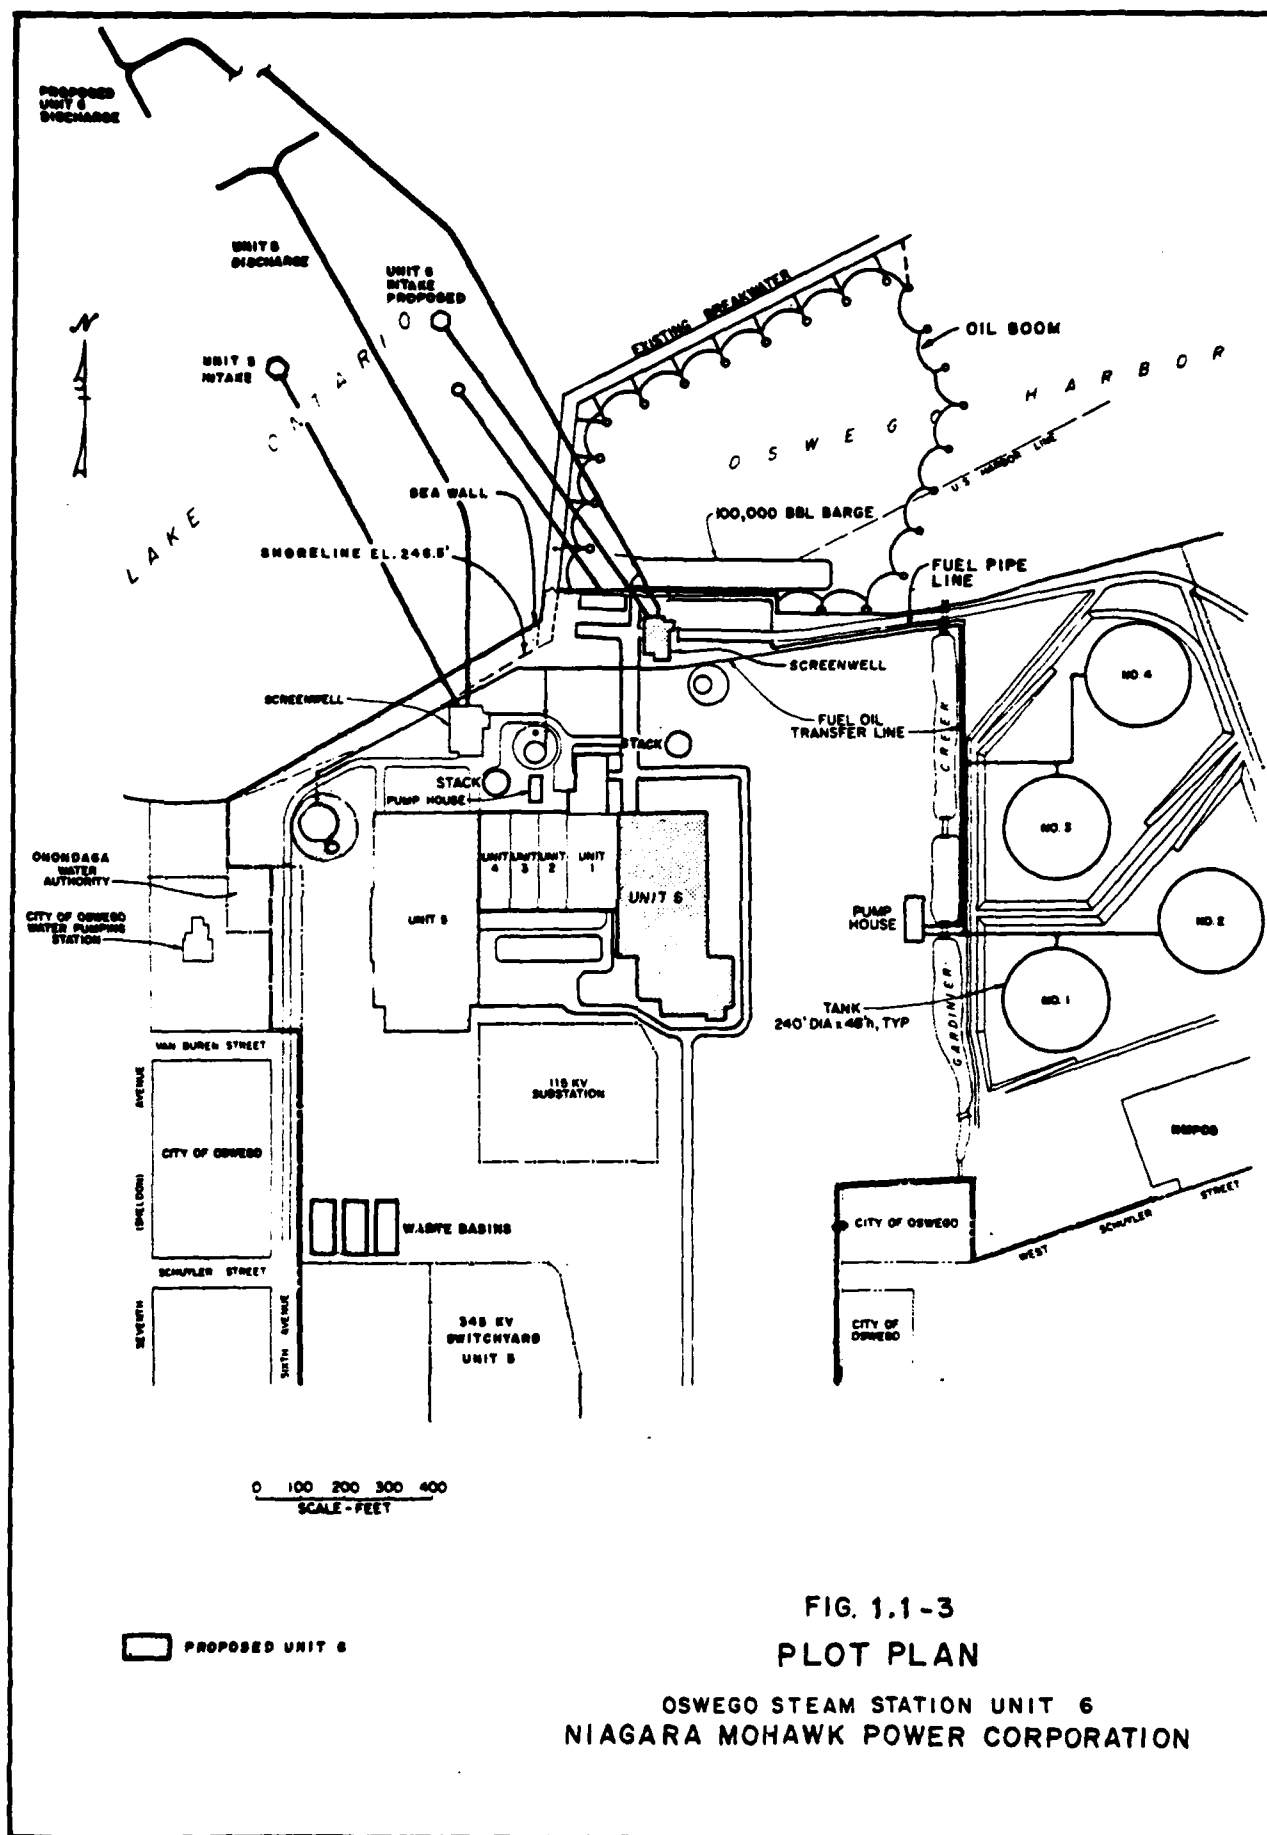 PROPOSED
UNIT 6
DISCHARGE
UNIT 5
DISCHARGE
UNIT 6
INTAKE
PROPOSED
N
UNIT 5
INTAKE
LAKE ONTARIO
EXISTING BREAKWATER
OIL BOOM
OSWEGO HARBOR
U.S. HARBOR LINE
SEA WALL
100,000 BBL BARGE
SHORELINE EL. 246.5'
FUEL PIPE
LINE
SCREENWELL
SCREENWELL
FUEL OIL
TRANSFER LINE
NO. 4
STACK
STACK
PUMP HOUSE
CREEK
NO. 3
ONONDAGA
WATER
AUTHORITY
UNIT
4
UNIT
3
UNIT
2
UNIT
1
UNIT 6
UNIT 5
CITY OF OSWEGO
WATER PUMPING
STATION
PUMP
HOUSE
NO. 2
NO. 1
TANK
240' DIA x 48'h, TYP
GARDINIER
VAN BUREN STREET
115 KV
SUBSTATION
AVENUE
(SHELDON)
SEVENTH
CITY OF OSWEGO
NMPCO
WASTE BASINS
CITY OF OSWEGO
WEST SCHUYLER STREET
SCHUYLER STREET
SIXTH AVENUE
345 KV
SWITCHYARD
UNIT 5
CITY OF
OSWEGO
0 100 200 300 400
SCALE - FEET
PROPOSED UNIT 6
FIG. 1.1-3
PLOT PLAN
OSWEGO STEAM STATION UNIT 6
NIAGARA MOHAWK POWER CORPORATION